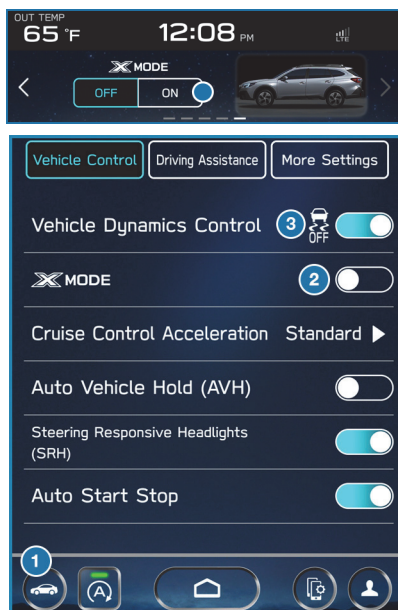 OUT TEMP
65 °F 12:08 PM LTE
X MODE
OFF ON
Vehicle Control Driving Assistance More Settings
Vehicle Dynamics Control 3 OFF
X MODE 2
Cruise Control Acceleration Standard
Auto Vehicle Hold (AVH)
Steering Responsive Headlights
(SRH)
Auto Start Stop
1
A